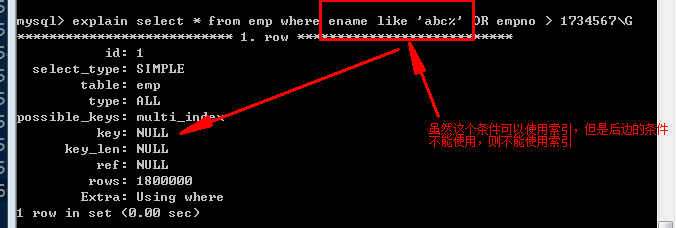 mysql> explain select * from emp where ename like 'abc%' OR empno > 1734567\G
*************************** 1. row ***************************
id: 1
select_type: SIMPLE
table: emp
type: ALL
possible_keys: multi_index
key: NULL
key_len: NULL
ref: NULL
rows: 1800000
Extra: Using where
1 row in set (0.00 sec)
虽然这个条件可以使用索引，但是后边的条件
不能使用，则不能使用索引